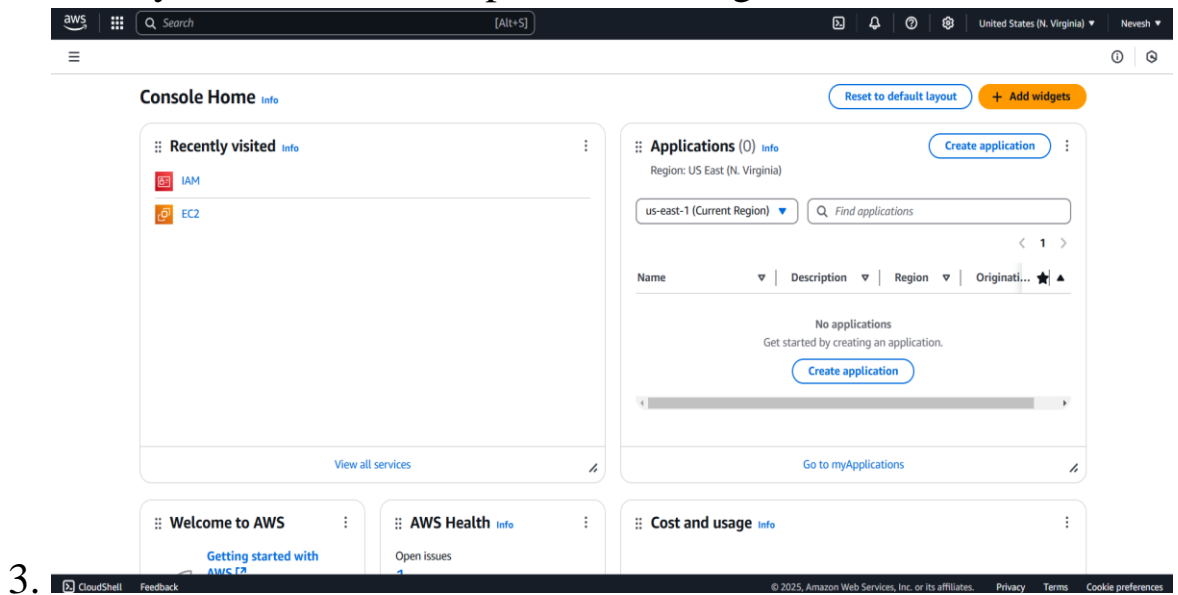 aws Search [Alt+S] United States (N. Virginia) Nevesh
Console Home Info Reset to default layout + Add widgets
Recently visited Info
IAM
EC2
View all services
Applications (0) Info Create application
Region: US East (N. Virginia)
us-east-1 (Current Region) Find applications
1
Name Description Region Originati...
No applications
Get started by creating an application.
Create application
Go to myApplications
Welcome to AWS
Getting started with
AWS
AWS Health Info
Open issues
Cost and usage Info
3.
CloudShell Feedback © 2025, Amazon Web Services, Inc. or its affiliates. Privacy Terms Cookie preferences